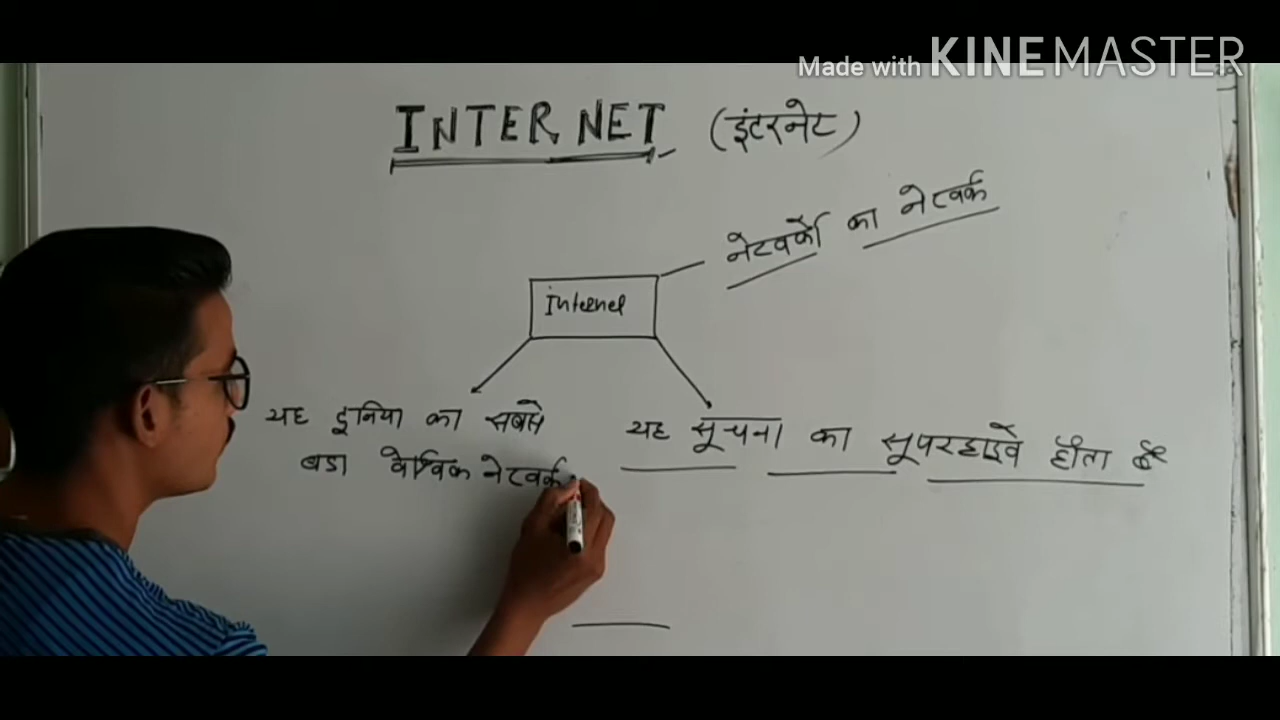 Made with KINEMASTER
INTERNET (इंटरनेट)
नेटवर्को का नेटवर्क
Internet
यह दुनिया का सबसे
बडा वैश्विक नेटवर्क
यह सूचना का सूपरहाइवे होता है